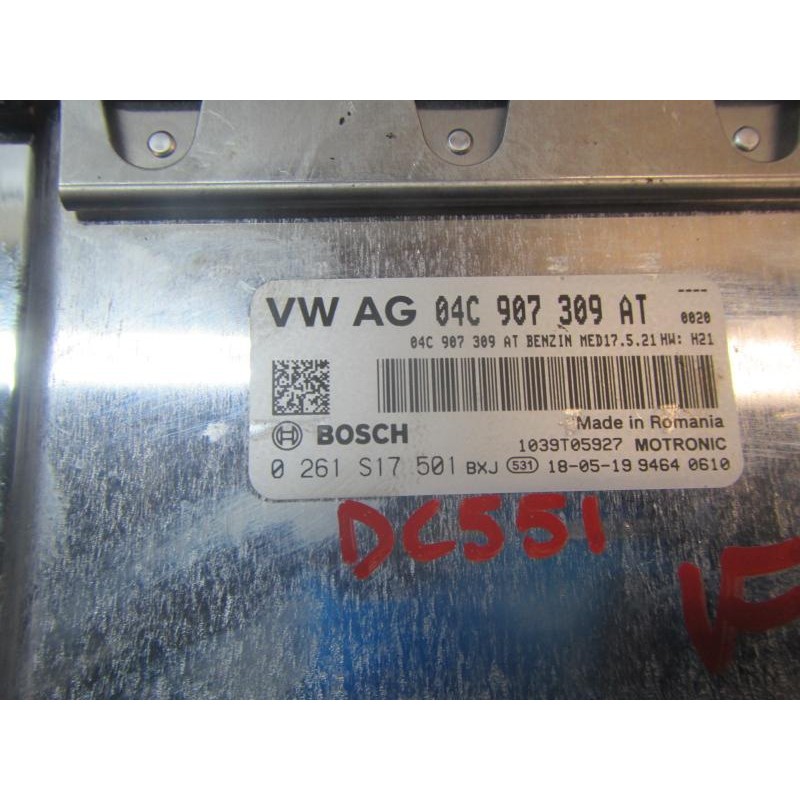 VW AG 04C 907 309 AT ----
0020
04C 907 309 AT BENZIN MED17.5.21 HW: H21
Made in Romania
BOSCH 1039T05927 MOTRONIC
0 261 S17 501 BXJ 531 18-05-19 9464 0610
DC551